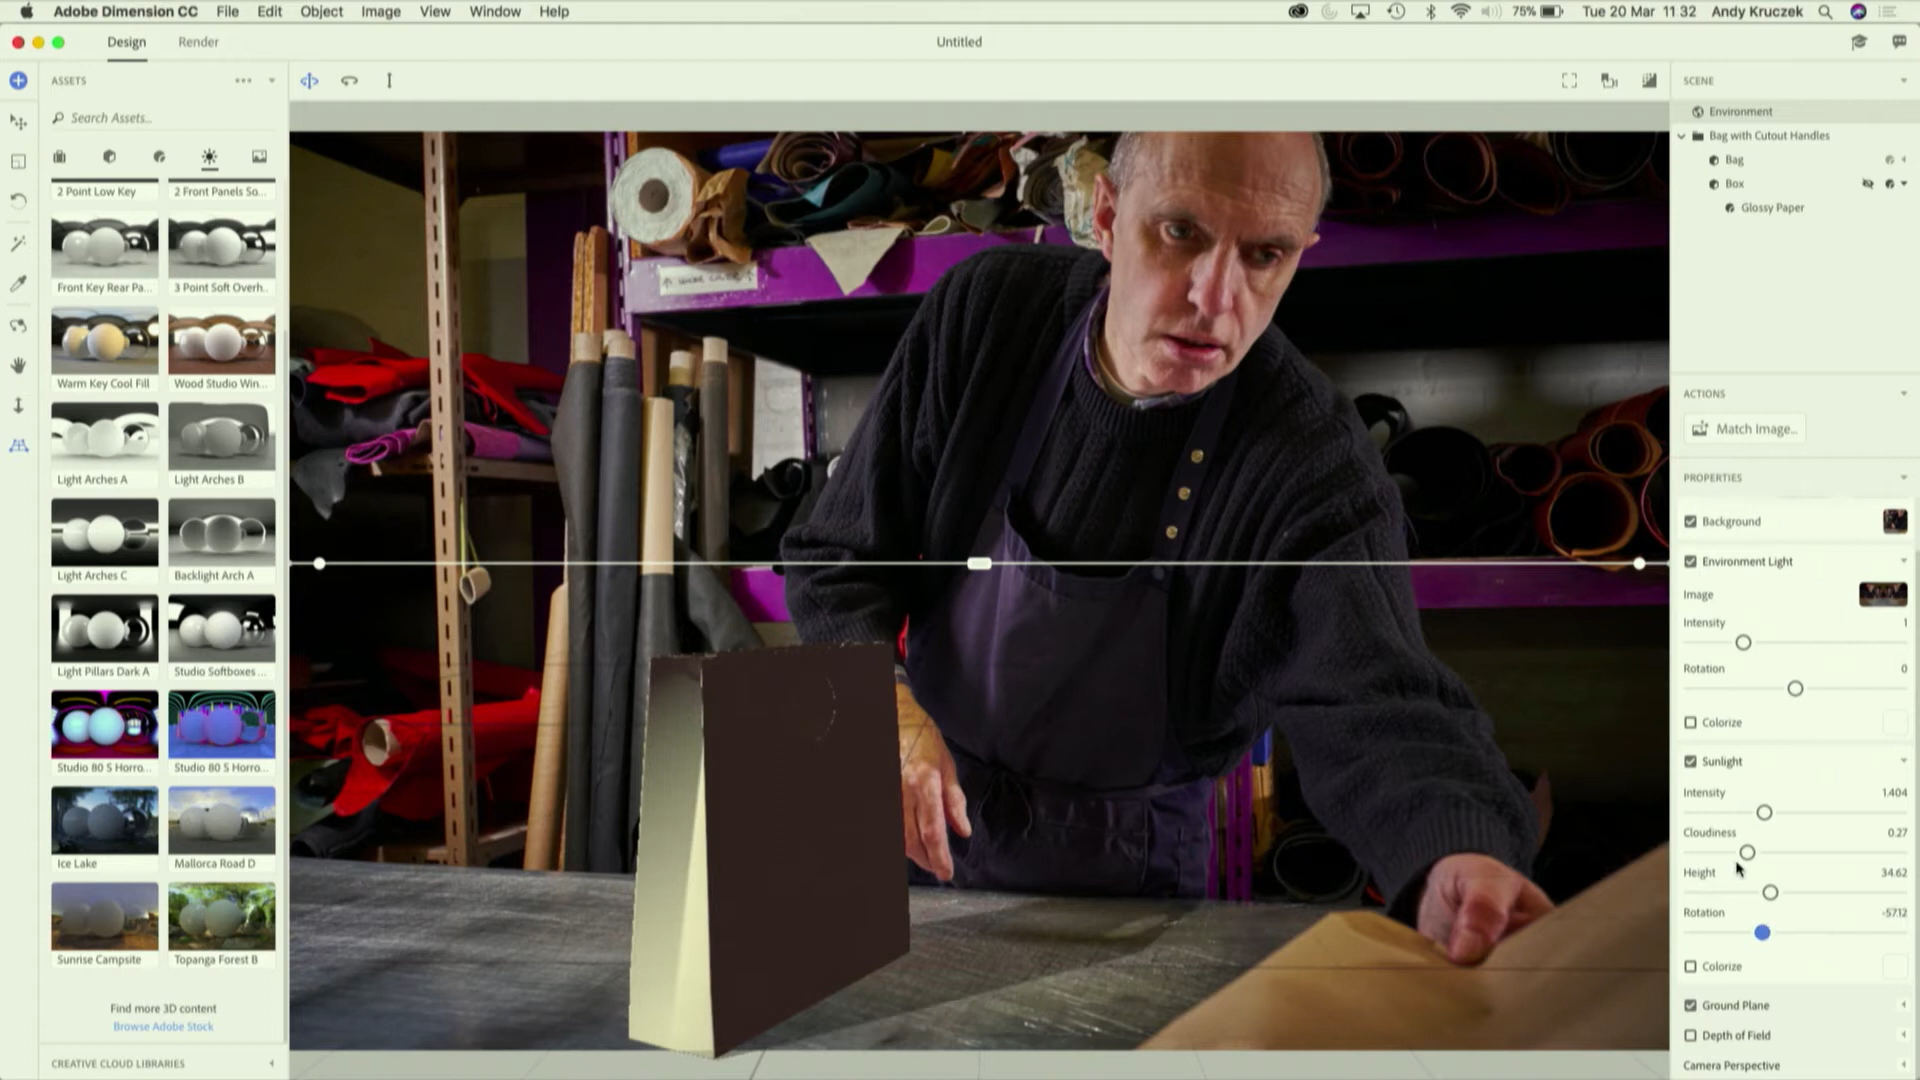 Adobe Dimension CC File Edit Object Image View Window Help 75% Tue 20 Mar 11 32 Andy Kruczek
Design Render Untitled
ASSETS
Search Assets...
2 Point Low Key 2 Front Panels So...
Front Key Rear Pa... 3 Point Soft Overh..
Warm Key Cool Fill Wood Studio Win...
Light Arches A Light Arches B
Light Arches C Backlight Arch A
Light Pillars Dark A Studio Softboxes ...
Studio 80 S Horro... Studio 80 S Horro...
Ice Lake Mallorca Road D
Sunrise Campsite Topanga Forest B
Find more 3D content
Browse Adobe Stock
CREATIVE CLOUD LIBRARIES
SCENE
Environment
Bag with Cutout Handles
Bag
Box
Glossy Paper
ACTIONS
Match Image...
PROPERTIES
Background
Environment Light
Image
Intensity 1
Rotation 0
Colorize
Sunlight
Intensity 1.404
Cloudiness 0.27
Height 34.62
Rotation -57.12
Colorize
Ground Plane
Depth of Field
Camera Perspective